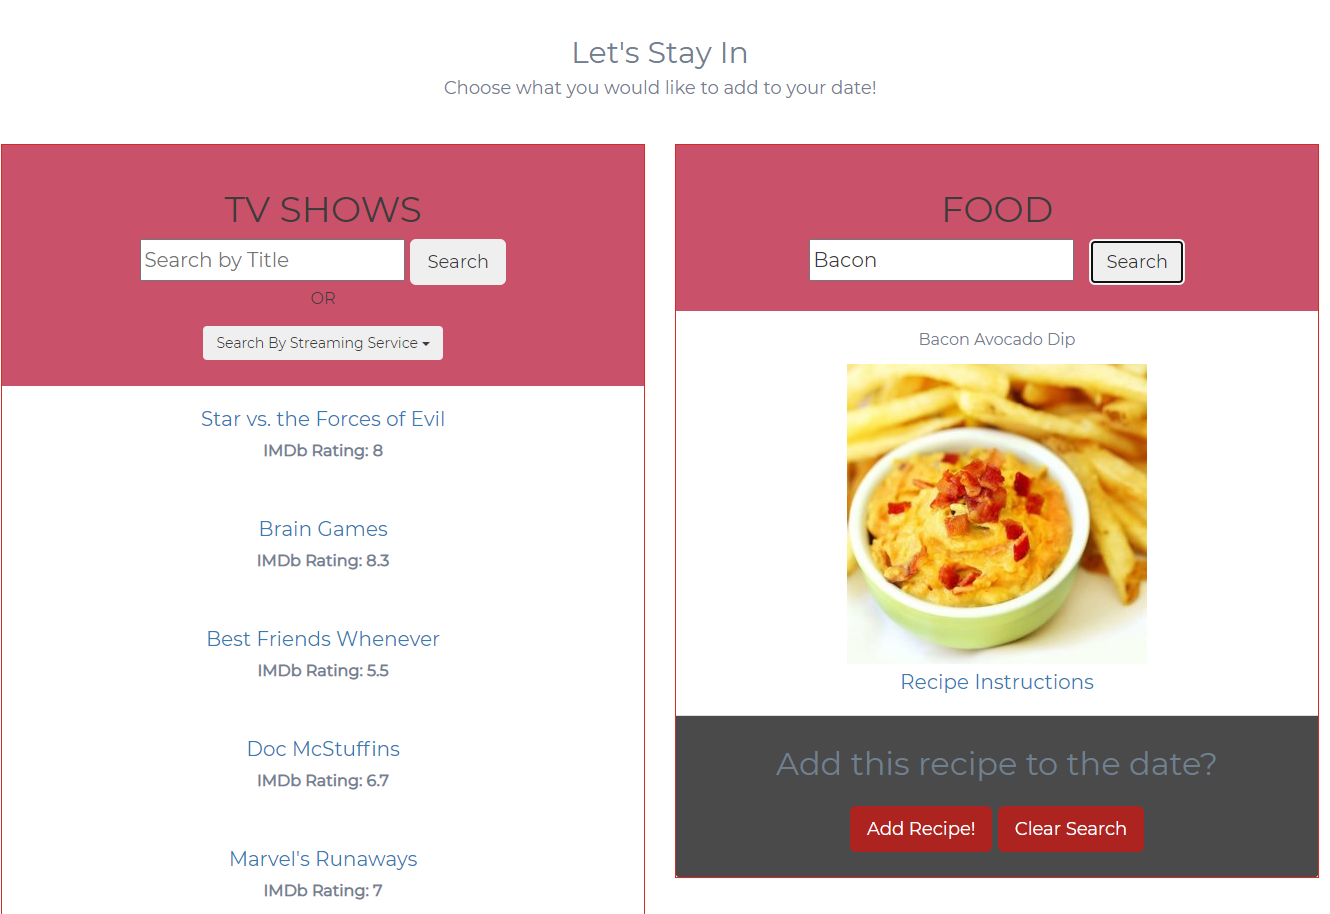 Let's Stay In
Choose what you would like to add to your date!
TV SHOWS
Search by Title
Search
OR
Search By Streaming Service
Star vs. the Forces of Evil
IMDb Rating: 8
Brain Games
IMDb Rating: 8.3
Best Friends Whenever
IMDb Rating: 5.5
Doc McStuffins
IMDb Rating: 6.7
Marvel's Runaways
IMDb Rating: 7
FOOD
Bacon
Search
Bacon Avocado Dip
Recipe Instructions
Add this recipe to the date?
Add Recipe!
Clear Search